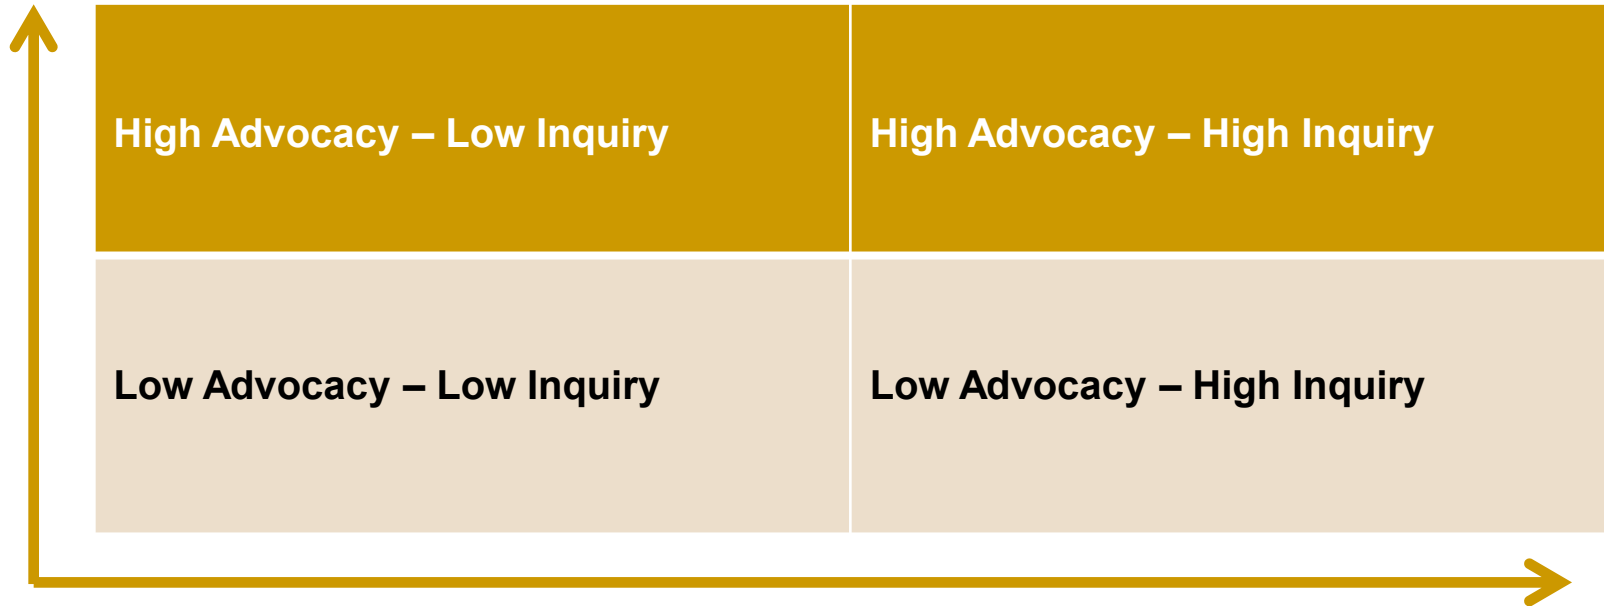 High Advocacy – Low Inquiry
High Advocacy – High Inquiry
Low Advocacy – Low Inquiry
Low Advocacy – High Inquiry